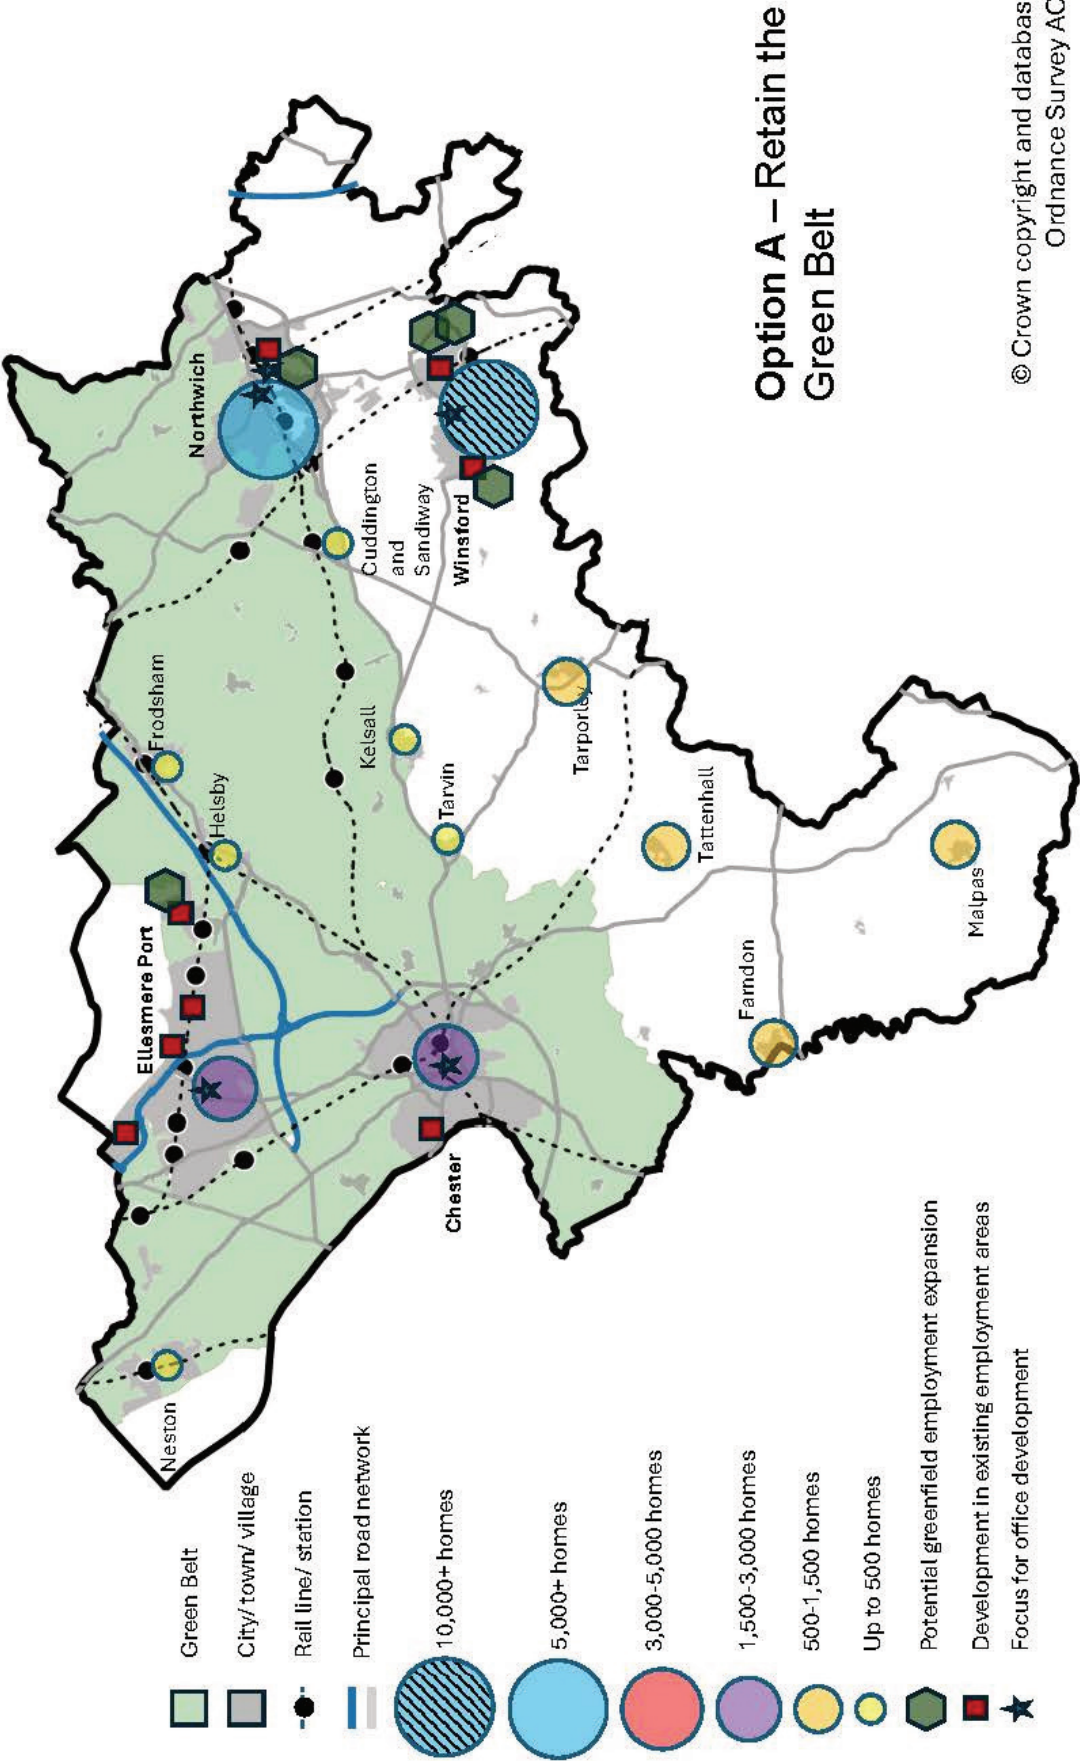 Option A – Retain the
Green Belt
© Crown copyright and databas
Ordnance Survey AC
Neston
Ellesmere Port
Chester
Helsby
Frodsham
Northwich
Cuddington
and
Sandiway
Winsford
Kelsall
Tarvin
Tarporley
Tattenhall
Farndon
Malpas
Green Belt
City/ town/ village
Rail line/ station
Principal road network
10,000+ homes
5,000+ homes
3,000-5,000 homes
1,500-3,000 homes
500-1,500 homes
Up to 500 homes
Potential greenfield employment expansion
Development in existing employment areas
Focus for office development